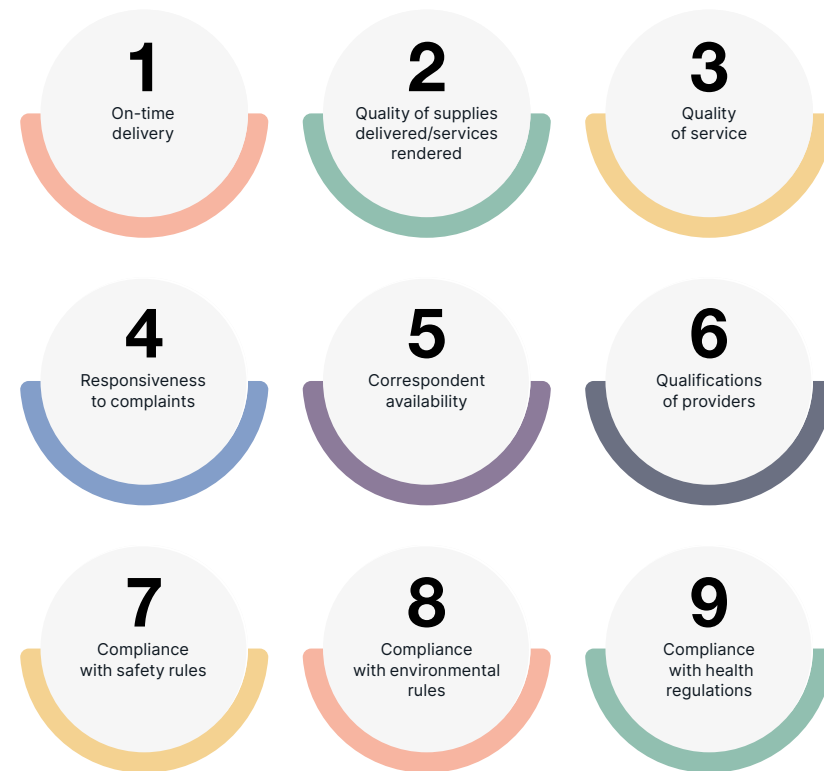 1
On-time
delivery
2
Quality of supplies
delivered/services
rendered
3
Quality
of service
4
Responsiveness
to complaints
5
Correspondent
availability
6
Qualifications
of providers
7
Compliance
with safety rules
8
Compliance
with environmental
rules
9
Compliance
with health
regulations